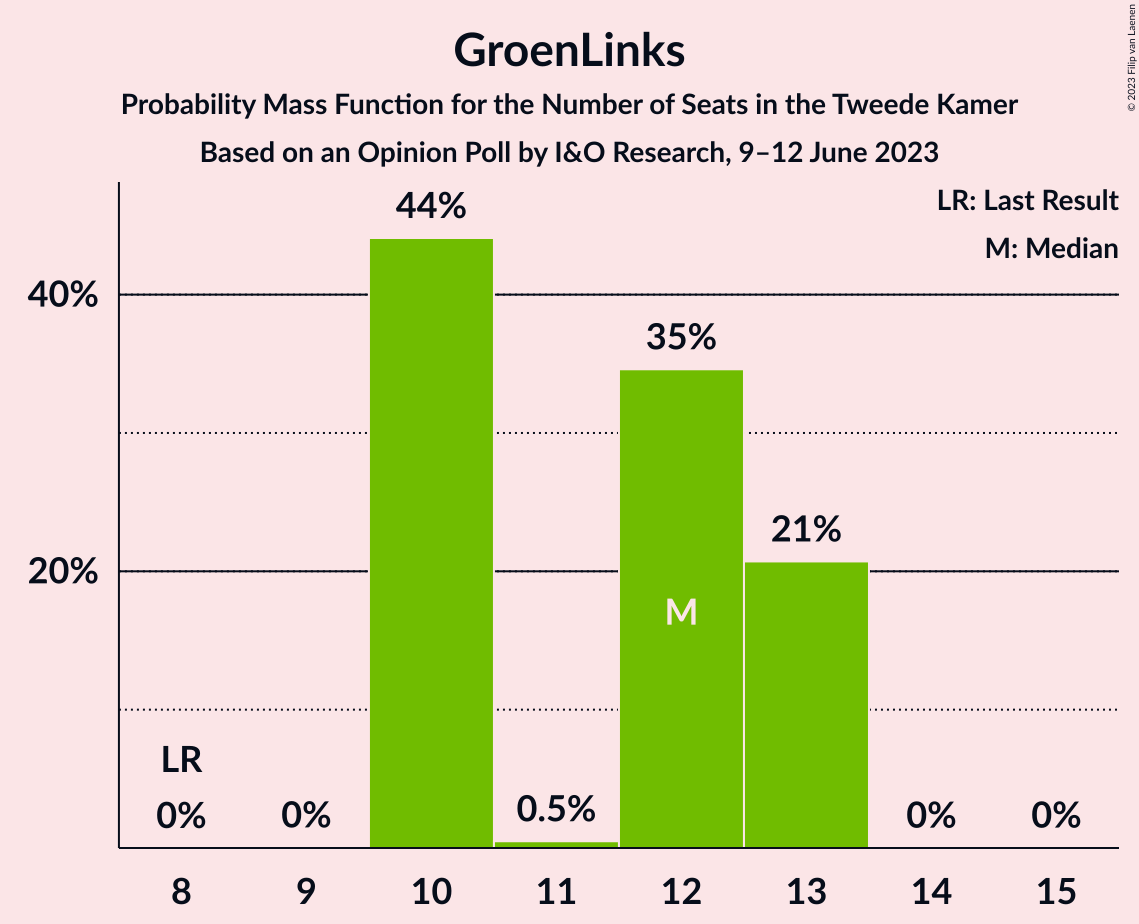 GroenLinks
Probability Mass Function for the Number of Seats in the Tweede Kamer
Based on an Opinion Poll by I&O Research, 9–12 June 2023
© 2023 Filip van Laenen
LR: Last Result
M: Median
44%
40%
35%
21%
20%
M
LR
0%
0%
0.5%
0%
0%
8
9
10
11
12
13
14
15